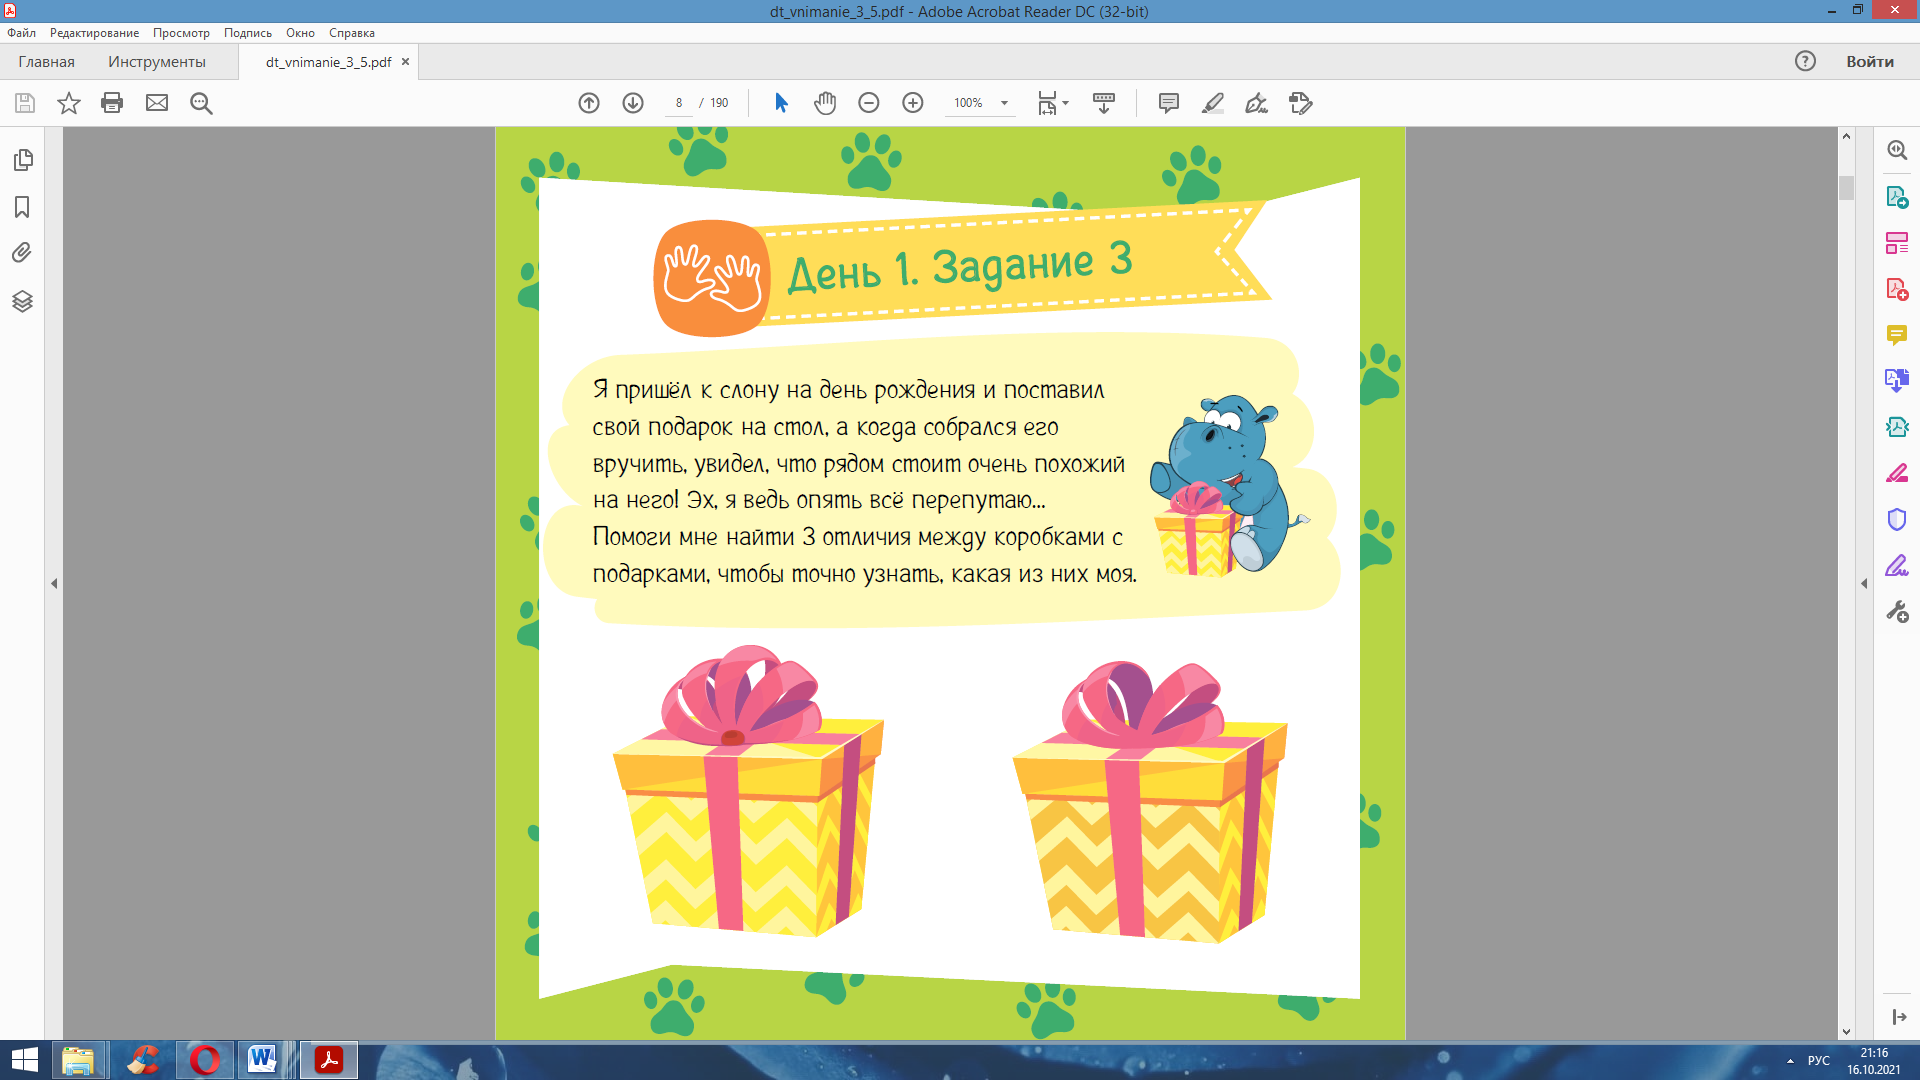 dt_vnimanie_3_5.pdf - Adobe Acrobat Reader DC (32-bit)
Файл Редактирование Просмотр Подпись Окно Справка
Главная Инструменты dt_vnimanie_3_5.pdf × ? Войти
8 / 190 100%
День 1. Задание 3
Я пришёл к слону на день рождения и поставил
свой подарок на стол, а когда собрался его
вручить, увидел, что рядом стоит очень похожий
на него! Эх, я ведь опять всё перепутаю...
Помоги мне найти 3 отличия между коробками с
подарками, чтобы точно узнать, какая из них моя.
РУС
21:16
16.10.2021